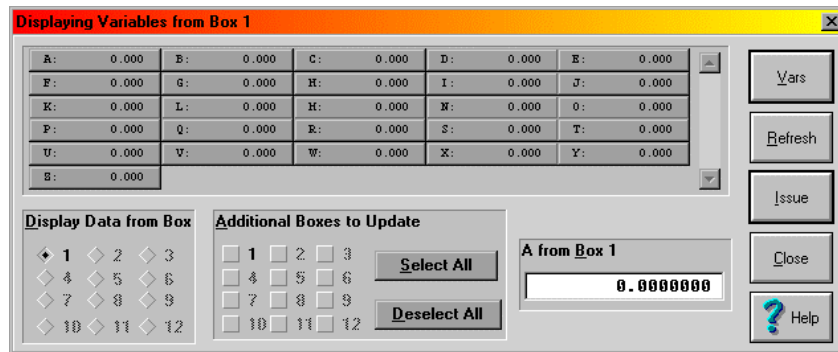 Displaying Variables from Box 1
A: 0.000 B: 0.000 C: 0.000 D: 0.000 E: 0.000
F: 0.000 G: 0.000 H: 0.000 I: 0.000 J: 0.000
K: 0.000 L: 0.000 M: 0.000 N: 0.000 O: 0.000
P: 0.000 Q: 0.000 R: 0.000 S: 0.000 T: 0.000
U: 0.000 V: 0.000 W: 0.000 X: 0.000 Y: 0.000
Z: 0.000
Vars
Refresh
Issue
Close
Help
Display Data from Box
1 2 3
4 5 6
7 8 9
10 11 12
Additional Boxes to Update
1 2 3
4 5 6
7 8 9
10 11 12
Select All
Deselect All
A from Box 1
0.0000000